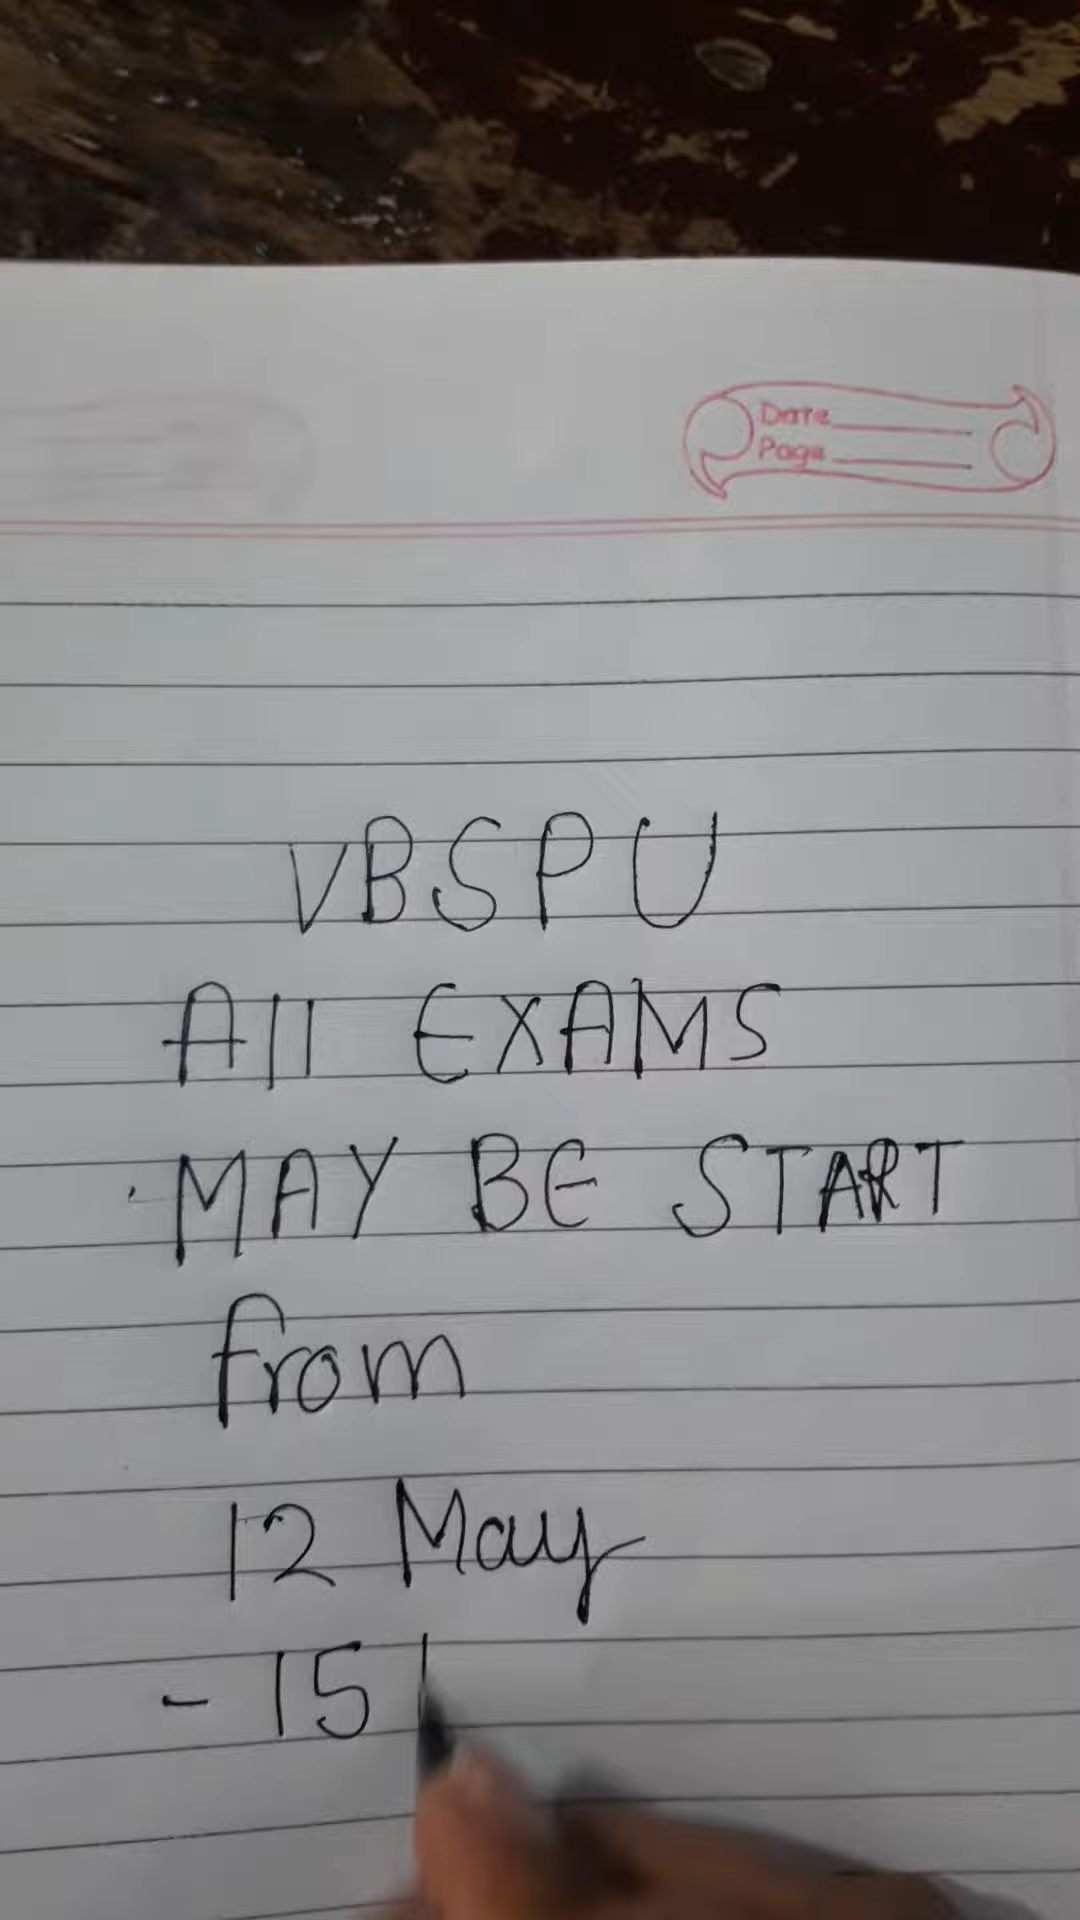 Date
Page
VBSPU
All EXAMS
MAY BE START
from
12 May
- 15